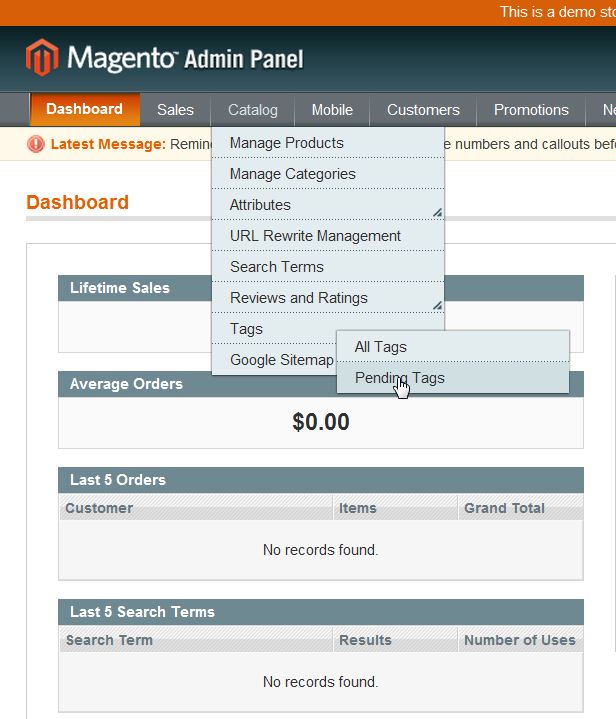 This is a demo sto
Magento™ Admin Panel
Dashboard Sales Catalog Mobile Customers Promotions Ne
Latest Message: Remin
e numbers and callouts befo
Manage Products
Manage Categories
Attributes
URL Rewrite Management
Search Terms
Reviews and Ratings
Tags
Google Sitemap
All Tags
Pending Tags
Dashboard
Lifetime Sales
Average Orders
$0.00
Last 5 Orders
Customer Items Grand Total
No records found.
Last 5 Search Terms
Search Term Results Number of Uses
No records found.